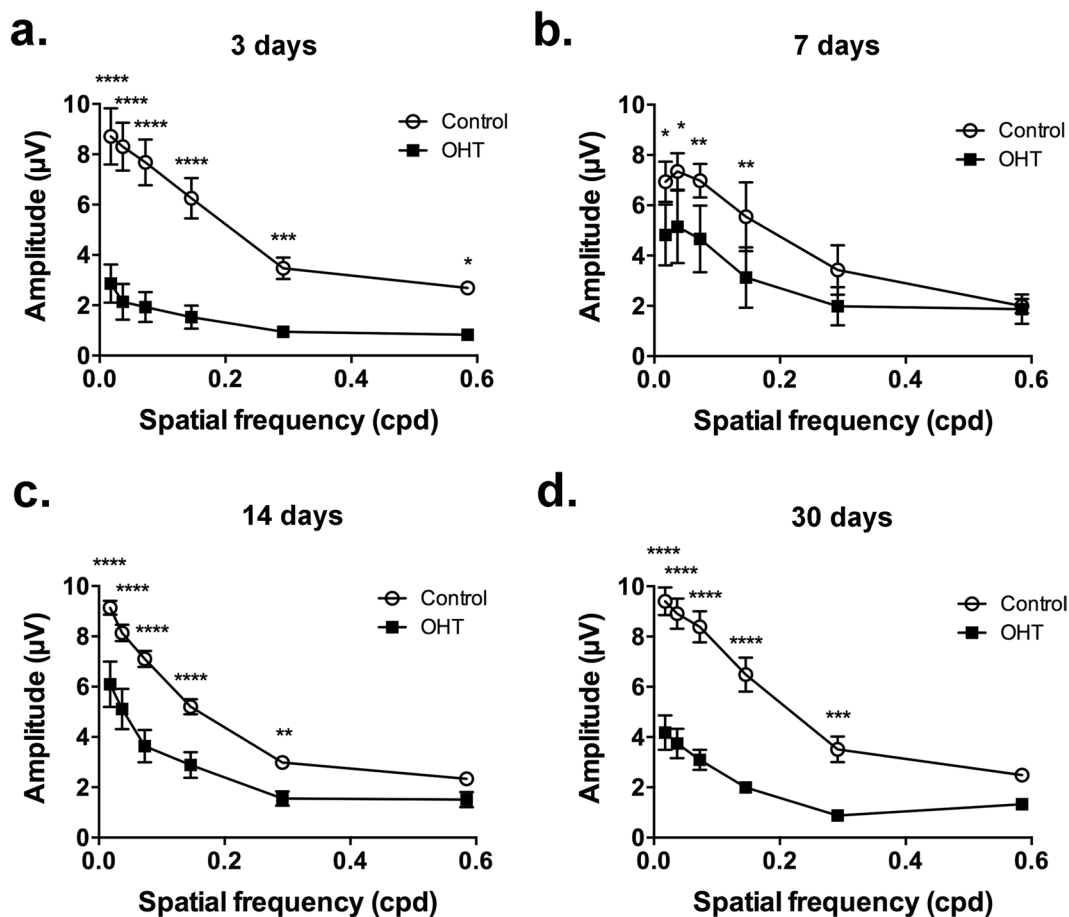 a.
3 days
****
****
****
****
***
*
Control
OHT
10
8
6
4
2
0
0.0 0.2 0.4 0.6
Amplitude (µV)
Spatial frequency (cpd)
b.
7 days
*
*
**
**
Control
OHT
10
8
6
4
2
0
0.0 0.2 0.4 0.6
Amplitude (µV)
Spatial frequency (cpd)
c.
14 days
****
****
****
****
**
Control
OHT
10
8
6
4
2
0
0.0 0.2 0.4 0.6
Amplitude (µV)
Spatial frequency (cpd)
d.
30 days
****
****
****
****
***
Control
OHT
10
8
6
4
2
0
0.0 0.2 0.4 0.6
Amplitude (µV)
Spatial frequency (cpd)